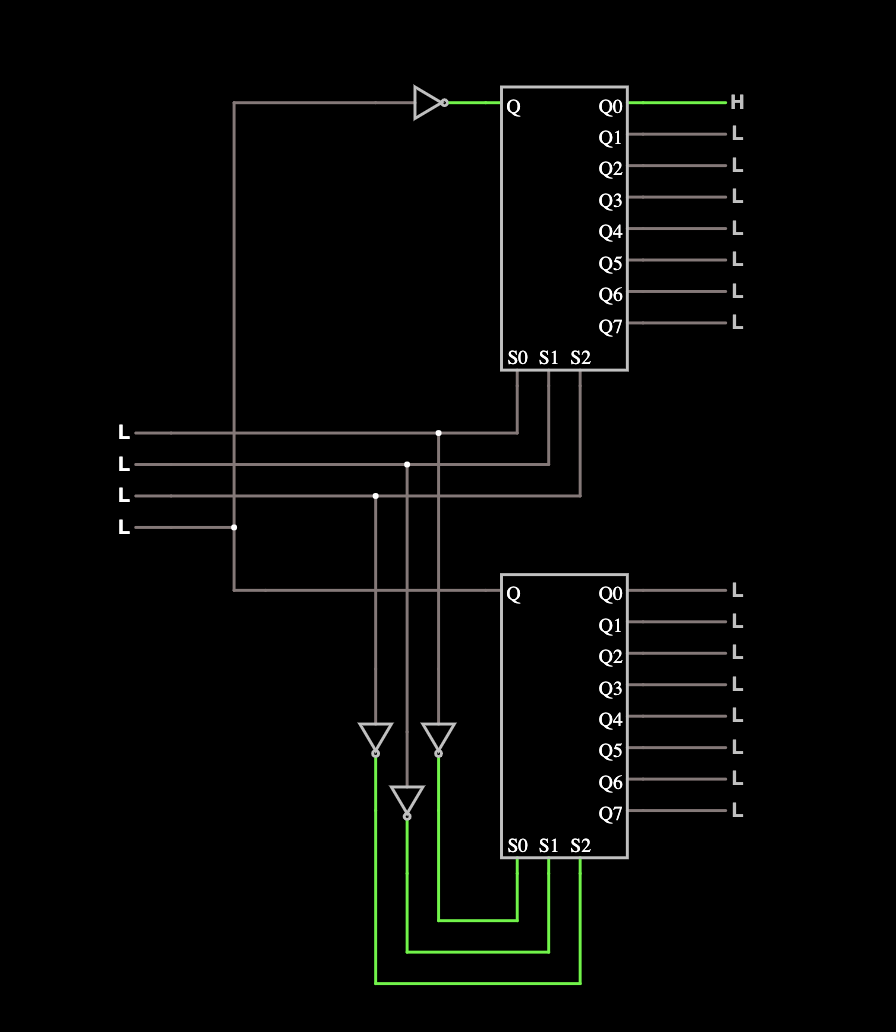 Q Q0 H
Q1 L
Q2 L
Q3 L
Q4 L
Q5 L
Q6 L
Q7 L
S0 S1 S2
L
L
L
L
Q Q0 L
Q1 L
Q2 L
Q3 L
Q4 L
Q5 L
Q6 L
Q7 L
S0 S1 S2